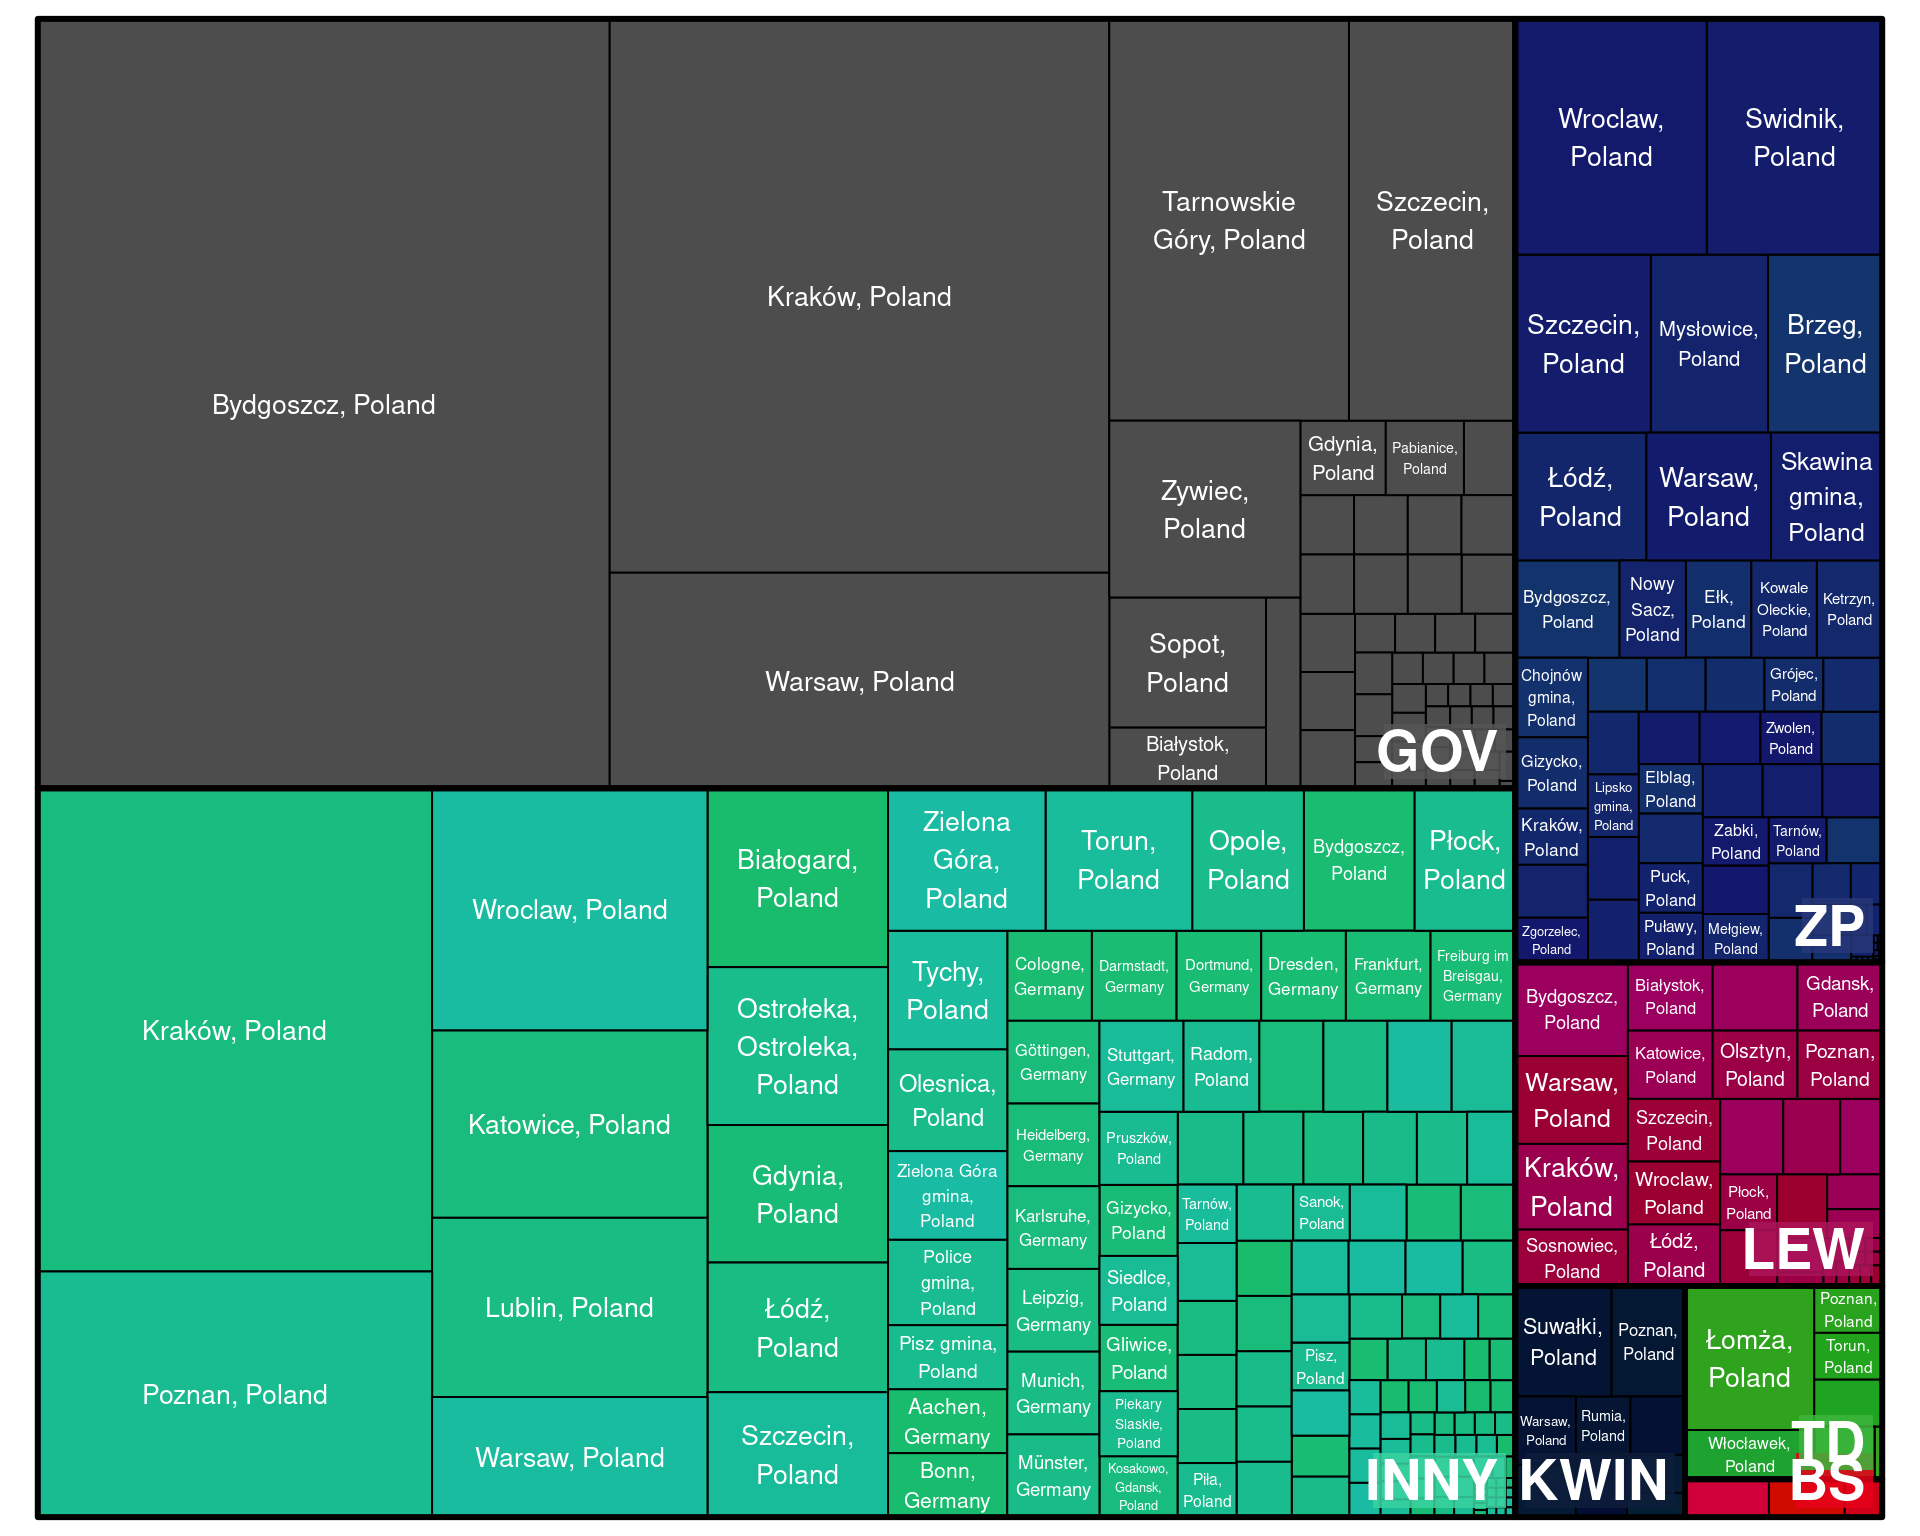 Bydgoszcz, Poland
Kraków, Poland
Warsaw, Poland
Tarnowskie
Góry, Poland
Szczecin,
Poland
Zywiec,
Poland
Sopot,
Poland
Białystok,
Poland
Gdynia,
Poland
Pabianice,
Poland
GOV
Kraków, Poland
Poznan, Poland
Wroclaw, Poland
Katowice, Poland
Lublin, Poland
Warsaw, Poland
Białogard,
Poland
Ostrołeka,
Ostroleka,
Poland
Gdynia,
Poland
Łódź,
Poland
Szczecin,
Poland
Zielona
Góra,
Poland
Torun,
Poland
Opole,
Poland
Bydgoszcz,
Poland
Płock,
Poland
Tychy,
Poland
Olesnica,
Poland
Zielona Góra
gmina,
Poland
Police
gmina,
Poland
Pisz gmina,
Poland
Aachen,
Germany
Bonn,
Germany
Cologne,
Germany
Darmstadt,
Germany
Dortmund,
Germany
Dresden,
Germany
Frankfurt,
Germany
Freiburg im
Breisgau,
Germany
Göttingen,
Germany
Heidelberg,
Germany
Karlsruhe,
Germany
Leipzig,
Germany
Munich,
Germany
Münster,
Germany
Stuttgart,
Germany
Radom,
Poland
Pruszków,
Poland
Gizycko,
Poland
Siedlce,
Poland
Gliwice,
Poland
Piekary
Slaskie,
Poland
Kosakowo,
Gdansk,
Poland
Tarnów,
Poland
Sanok,
Poland
Pisz,
Poland
Piła,
Poland
INNY
Wroclaw,
Poland
Swidnik,
Poland
Szczecin,
Poland
Mysłowice,
Poland
Brzeg,
Poland
Łódź,
Poland
Warsaw,
Poland
Skawina
gmina,
Poland
Bydgoszcz,
Poland
Nowy
Sacz,
Poland
Ełk,
Poland
Kowale
Oleckie,
Poland
Ketrzyn,
Poland
Chojnów
gmina,
Poland
Gizycko,
Poland
Kraków,
Poland
Zgorzelec,
Poland
Lipsko
gmina,
Poland
Grójec,
Poland
Zwolen,
Poland
Elblag,
Poland
Zabki,
Poland
Tarnów,
Poland
Puck,
Poland
Puławy,
Poland
Mełgiew,
Poland
ZP
Bydgoszcz,
Poland
Warsaw,
Poland
Kraków,
Poland
Sosnowiec,
Poland
Białystok,
Poland
Gdansk,
Poland
Katowice,
Poland
Olsztyn,
Poland
Poznan,
Poland
Szczecin,
Poland
Wroclaw,
Poland
Łódź,
Poland
Płock,
Poland
LEW
Suwałki,
Poland
Poznan,
Poland
Warsaw,
Poland
Rumia,
Poland
KWIN
Łomża,
Poland
Włocławek,
Poland
Poznan,
Poland
Torun,
Poland
TD
BS